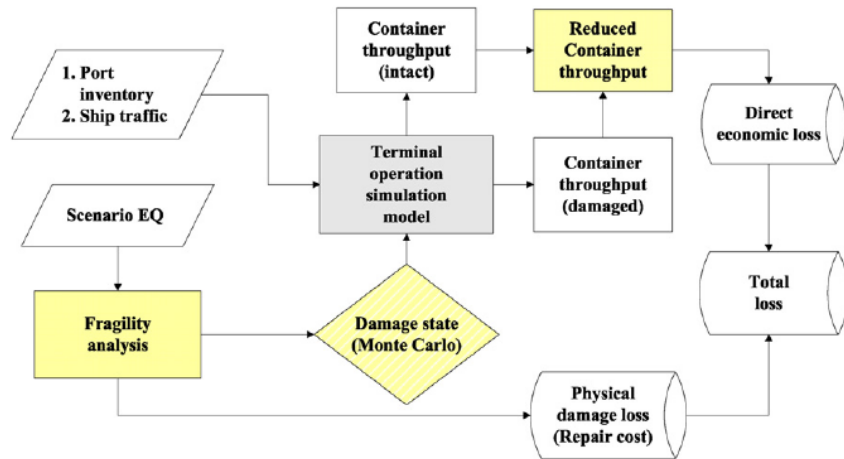 1. Port
inventory
2. Ship traffic
Container
throughput
(intact)
Reduced
Container
throughput
Direct
economic loss
Terminal
operation
simulation
model
Container
throughput
(damaged)
Scenario EQ
Total
loss
Fragility
analysis
Damage state
(Monte Carlo)
Physical
damage loss
(Repair cost)